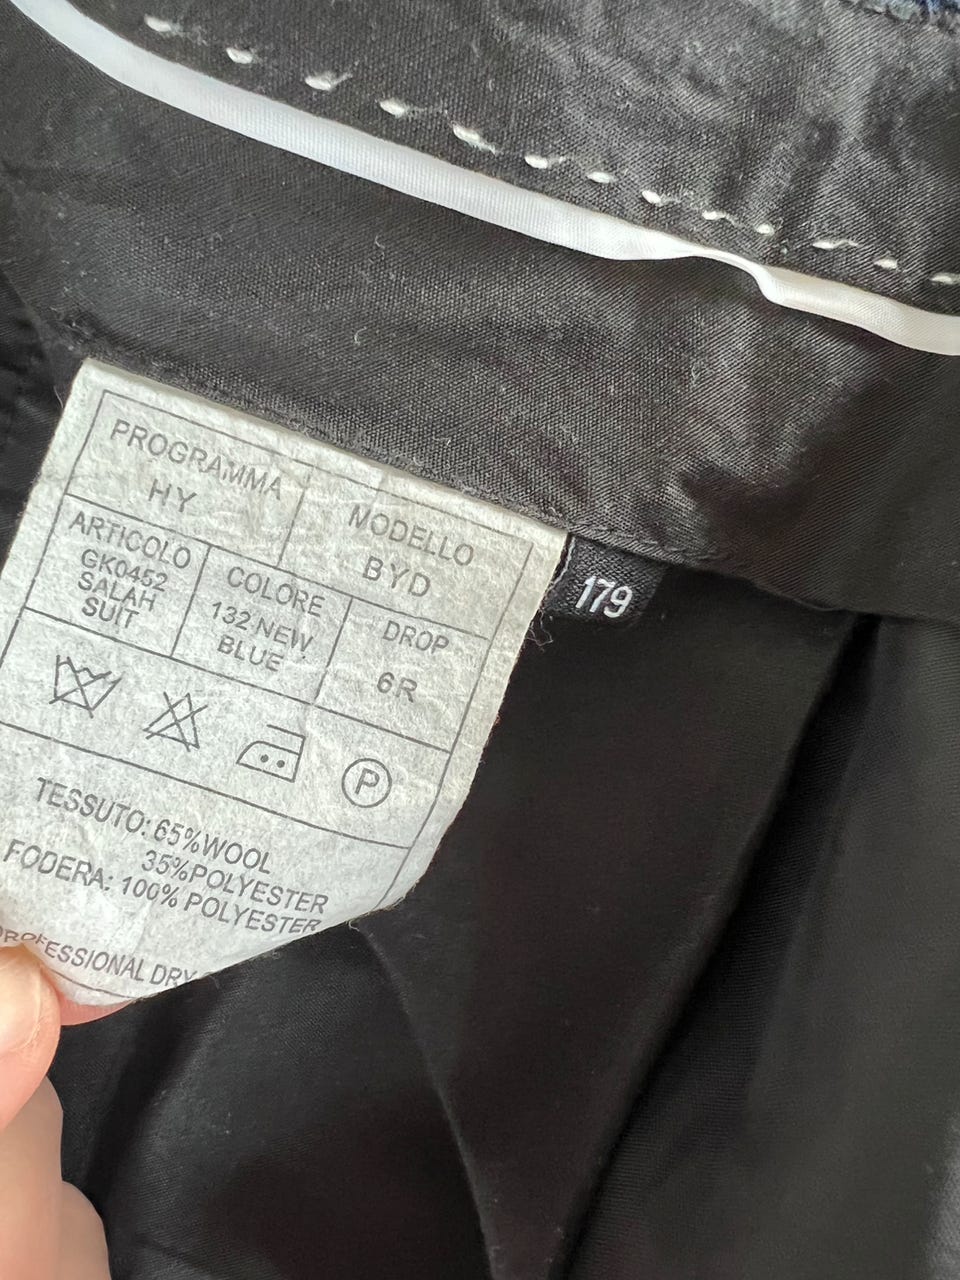 PROGRAMMA
HY
MODELLO
BYD
ARTICOLO
GK0452
SALAH
SUIT
COLORE
132 NEW
BLUE
DROP
6R
P
TESSUTO: 65%WOOL
35%POLYESTER
FODERA: 100% POLYESTER
PROFESSIONAL DRY
179